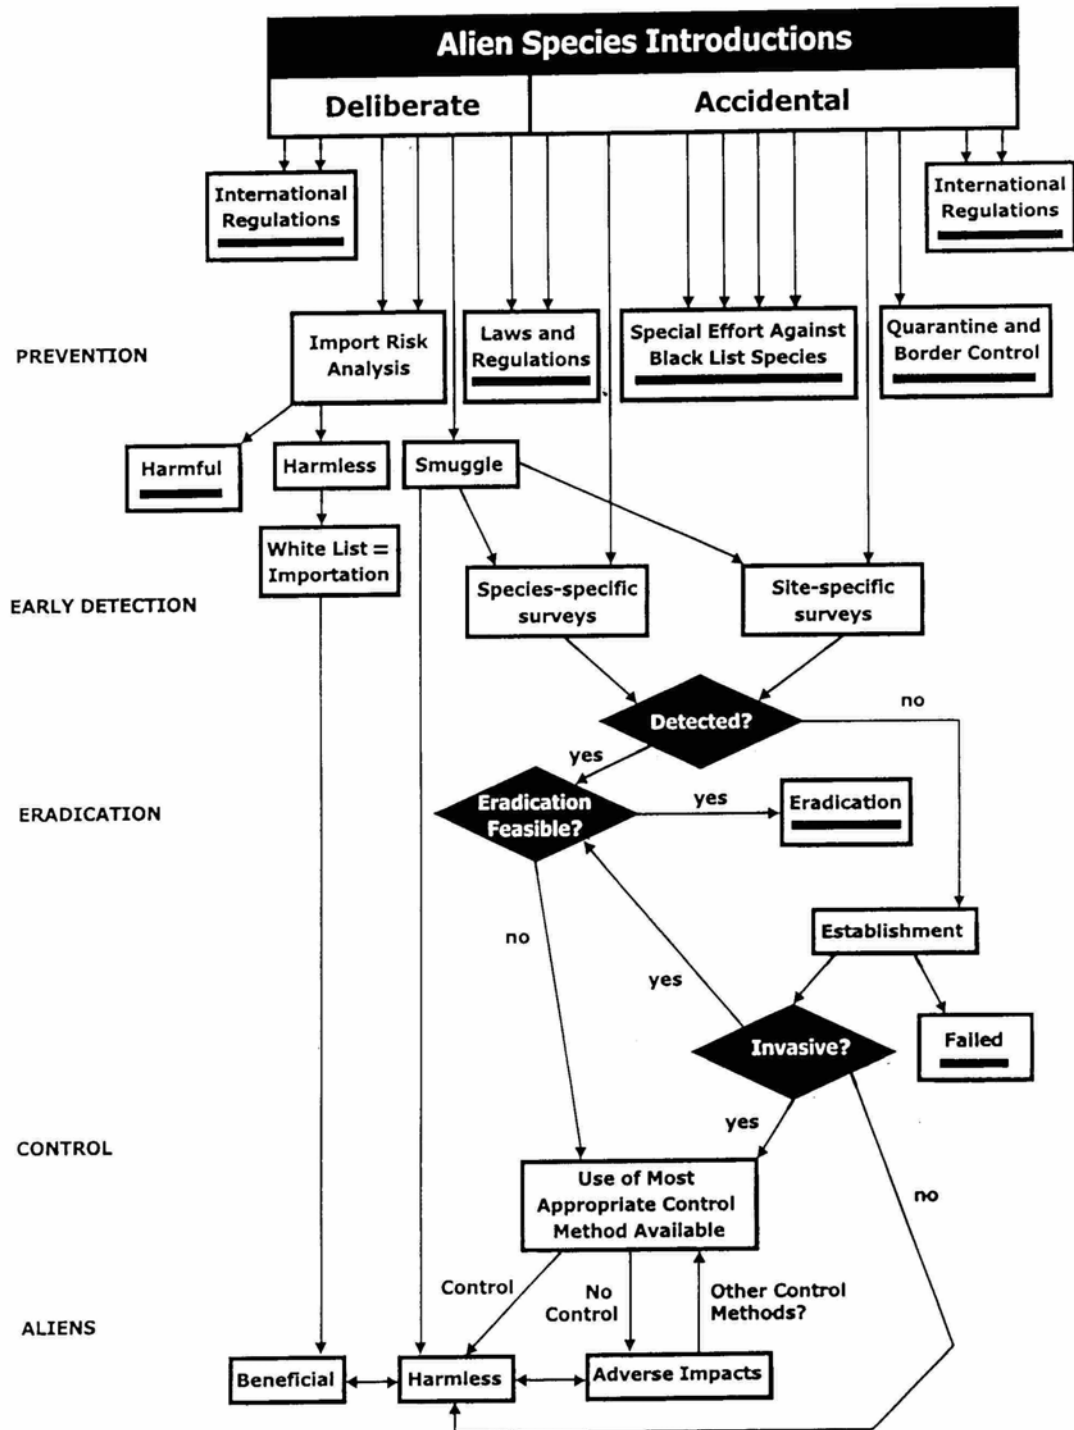 Alien Species Introductions
Deliberate
Accidental
International
Regulations
International
Regulations
PREVENTION
Import Risk
Analysis
Laws and
Regulations
Special Effort Against
Black List Species
Quarantine and
Border Control
Harmful
Harmless
Smuggle
White List =
Importation
EARLY DETECTION
Species-specific
surveys
Site-specific
surveys
Detected?
no
yes
ERADICATION
Eradication
Feasible?
yes
Eradication
no
Establishment
yes
Invasive?
Failed
yes
CONTROL
Use of Most
Appropriate Control
Method Available
no
Control
No
Control
Other Control
Methods?
ALIENS
Beneficial
Harmless
Adverse Impacts